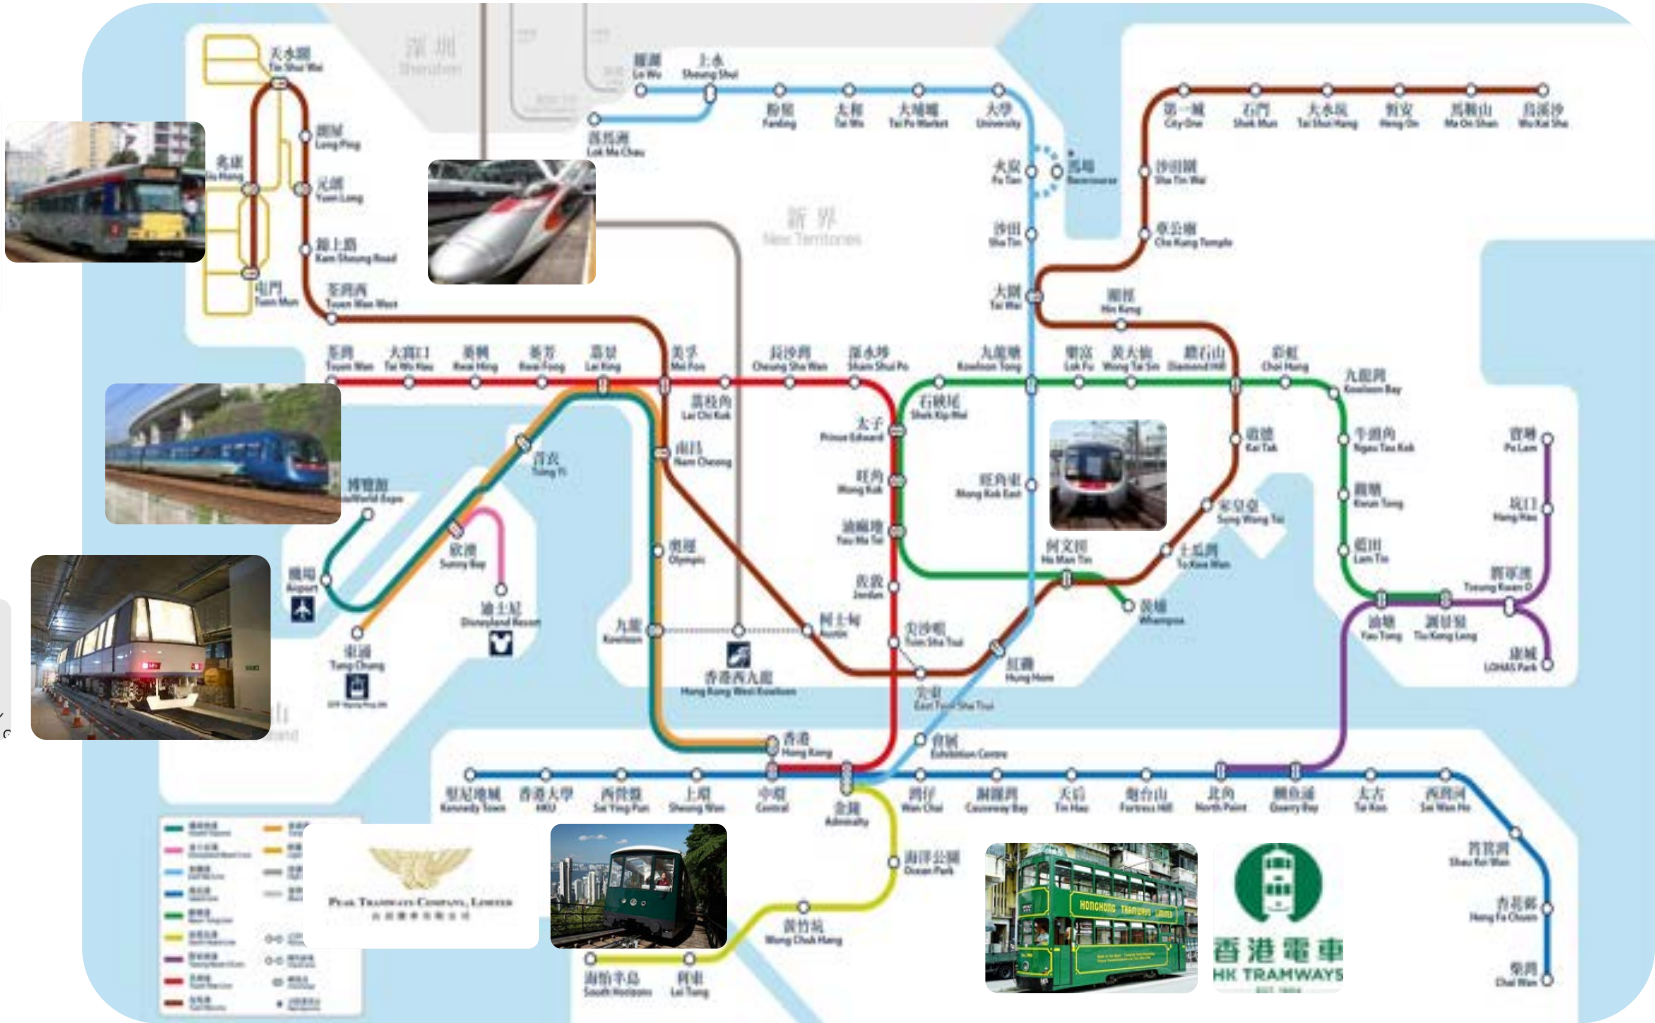 深圳
Shenzhen
天水圍
Tin Shui Wai
朗屏
Long Ping
兆康
Siu Hong
元朗
Yuen Long
錦上路
Kam Sheung Road
屯門
Tuen Mun
荃灣西
Tsuen Wan West
羅湖
Lo Wu
上水
Sheung Shui
落馬洲
Lok Ma Chau
粉嶺
Fanling
太和
Tai Wo
大埔墟
Tai Po Market
大學
University
火炭
Fo Tan
馬場
Racecourse
沙田
Sha Tin
大圍
Tai Wai
新界
New Territories
第一城
City One
石門
Shek Mun
大水坑
Tai Shui Hang
恆安
Heng On
馬鞍山
Ma On Shan
烏溪沙
Wu Kai Sha
沙田圍
Sha Tin Wai
車公廟
Che Kung Temple
顯徑
Hin Keng
荃灣
Tsuen Wan
大窩口
Tai Wo Hau
葵興
Kwai Hing
葵芳
Kwai Fong
荔景
Lai King
美孚
Mei Foo
荔枝角
Lai Chi Kok
長沙灣
Cheung Sha Wan
深水埗
Sham Shui Po
石硤尾
Shek Kip Mei
九龍塘
Kowloon Tong
樂富
Lok Fu
黃大仙
Wong Tai Sin
鑽石山
Diamond Hill
彩虹
Choi Hung
九龍灣
Kowloon Bay
牛頭角
Ngau Tau Kok
觀塘
Kwun Tong
藍田
Lam Tin
油塘
Yau Tong
調景嶺
Tiu Keng Leng
將軍澳
Tseung Kwan O
坑口
Hang Hau
寶琳
Po Lam
康城
LOHAS Park
太子
Prince Edward
旺角
Mong Kok
油麻地
Yau Ma Tei
佐敦
Jordan
尖沙咀
Tsim Sha Tsui
尖東
East Tsim Sha Tsui
旺角東
Mong Kok East
何文田
Ho Man Tin
黃埔
Whampoa
啟德
Kai Tak
宋皇臺
Sung Wong Toi
土瓜灣
To Kwa Wan
紅磡
Hung Hom
青衣
Tsing Yi
南昌
Nam Cheong
奧運
Olympic
九龍
Kowloon
柯士甸
Austin
香港西九龍
Hong Kong West Kowloon
博覽館
AsiaWorld-Expo
機場
Airport
欣澳
Sunny Bay
迪士尼
Disneyland Resort
東涌
Tung Chung
香港
Hong Kong
會展
Exhibition Centre
堅尼地城
Kennedy Town
香港大學
HKU
西營盤
Sai Ying Pun
上環
Sheung Wan
中環
Central
金鐘
Admiralty
灣仔
Wan Chai
銅鑼灣
Causeway Bay
天后
Tin Hau
炮台山
Fortress Hill
北角
North Point
鰂魚涌
Quarry Bay
太古
Tai Koo
西灣河
Sai Wan Ho
筲箕灣
Shau Kei Wan
杏花邨
Heng Fa Chuen
柴灣
Chai Wan
海洋公園
Ocean Park
黃竹坑
Wong Chuk Hang
利東
Lei Tung
海怡半島
South Horizons
PEAK TRAMWAYS COMPANY, LIMITED
山頂纜車有限公司
HONGKONG TRAMWAYS LIMITED
香港電車
HK TRAMWAYS
EST. 1904